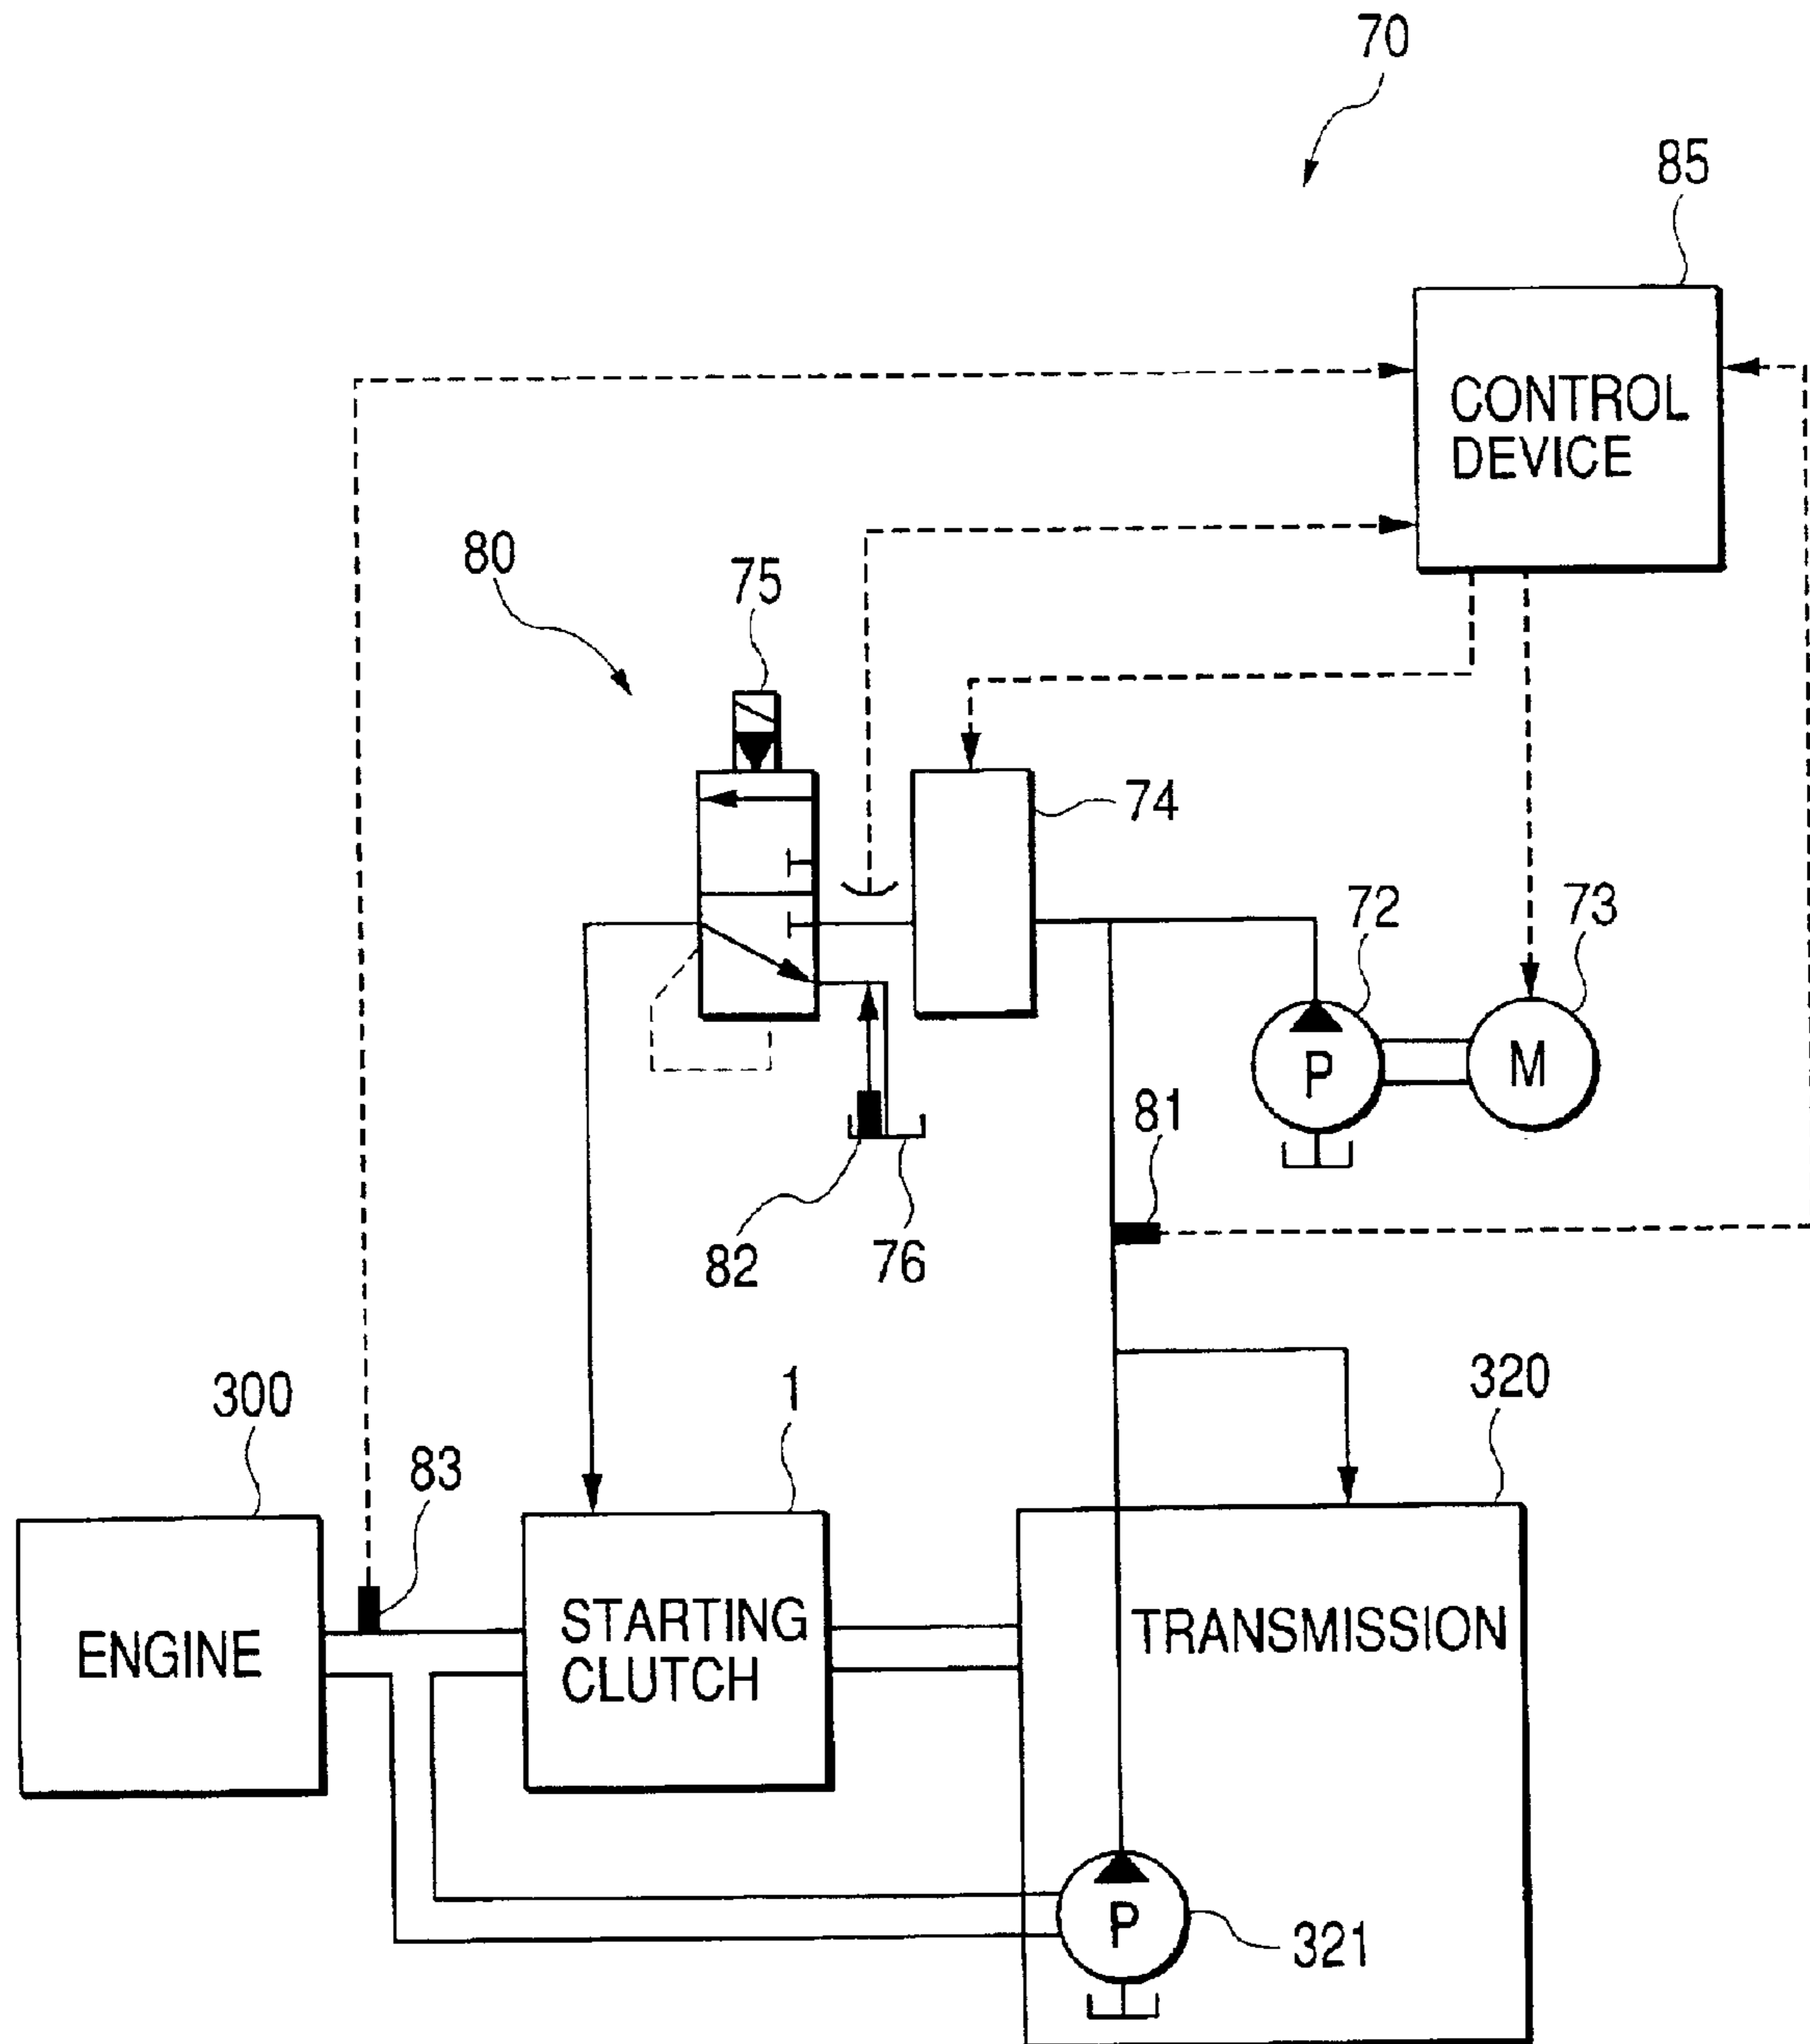 70
85
CONTROL
DEVICE
80
75
74
72
73
P
M
81
82
76
300
83
1
320
ENGINE
STARTING
CLUTCH
TRANSMISSION
P
321